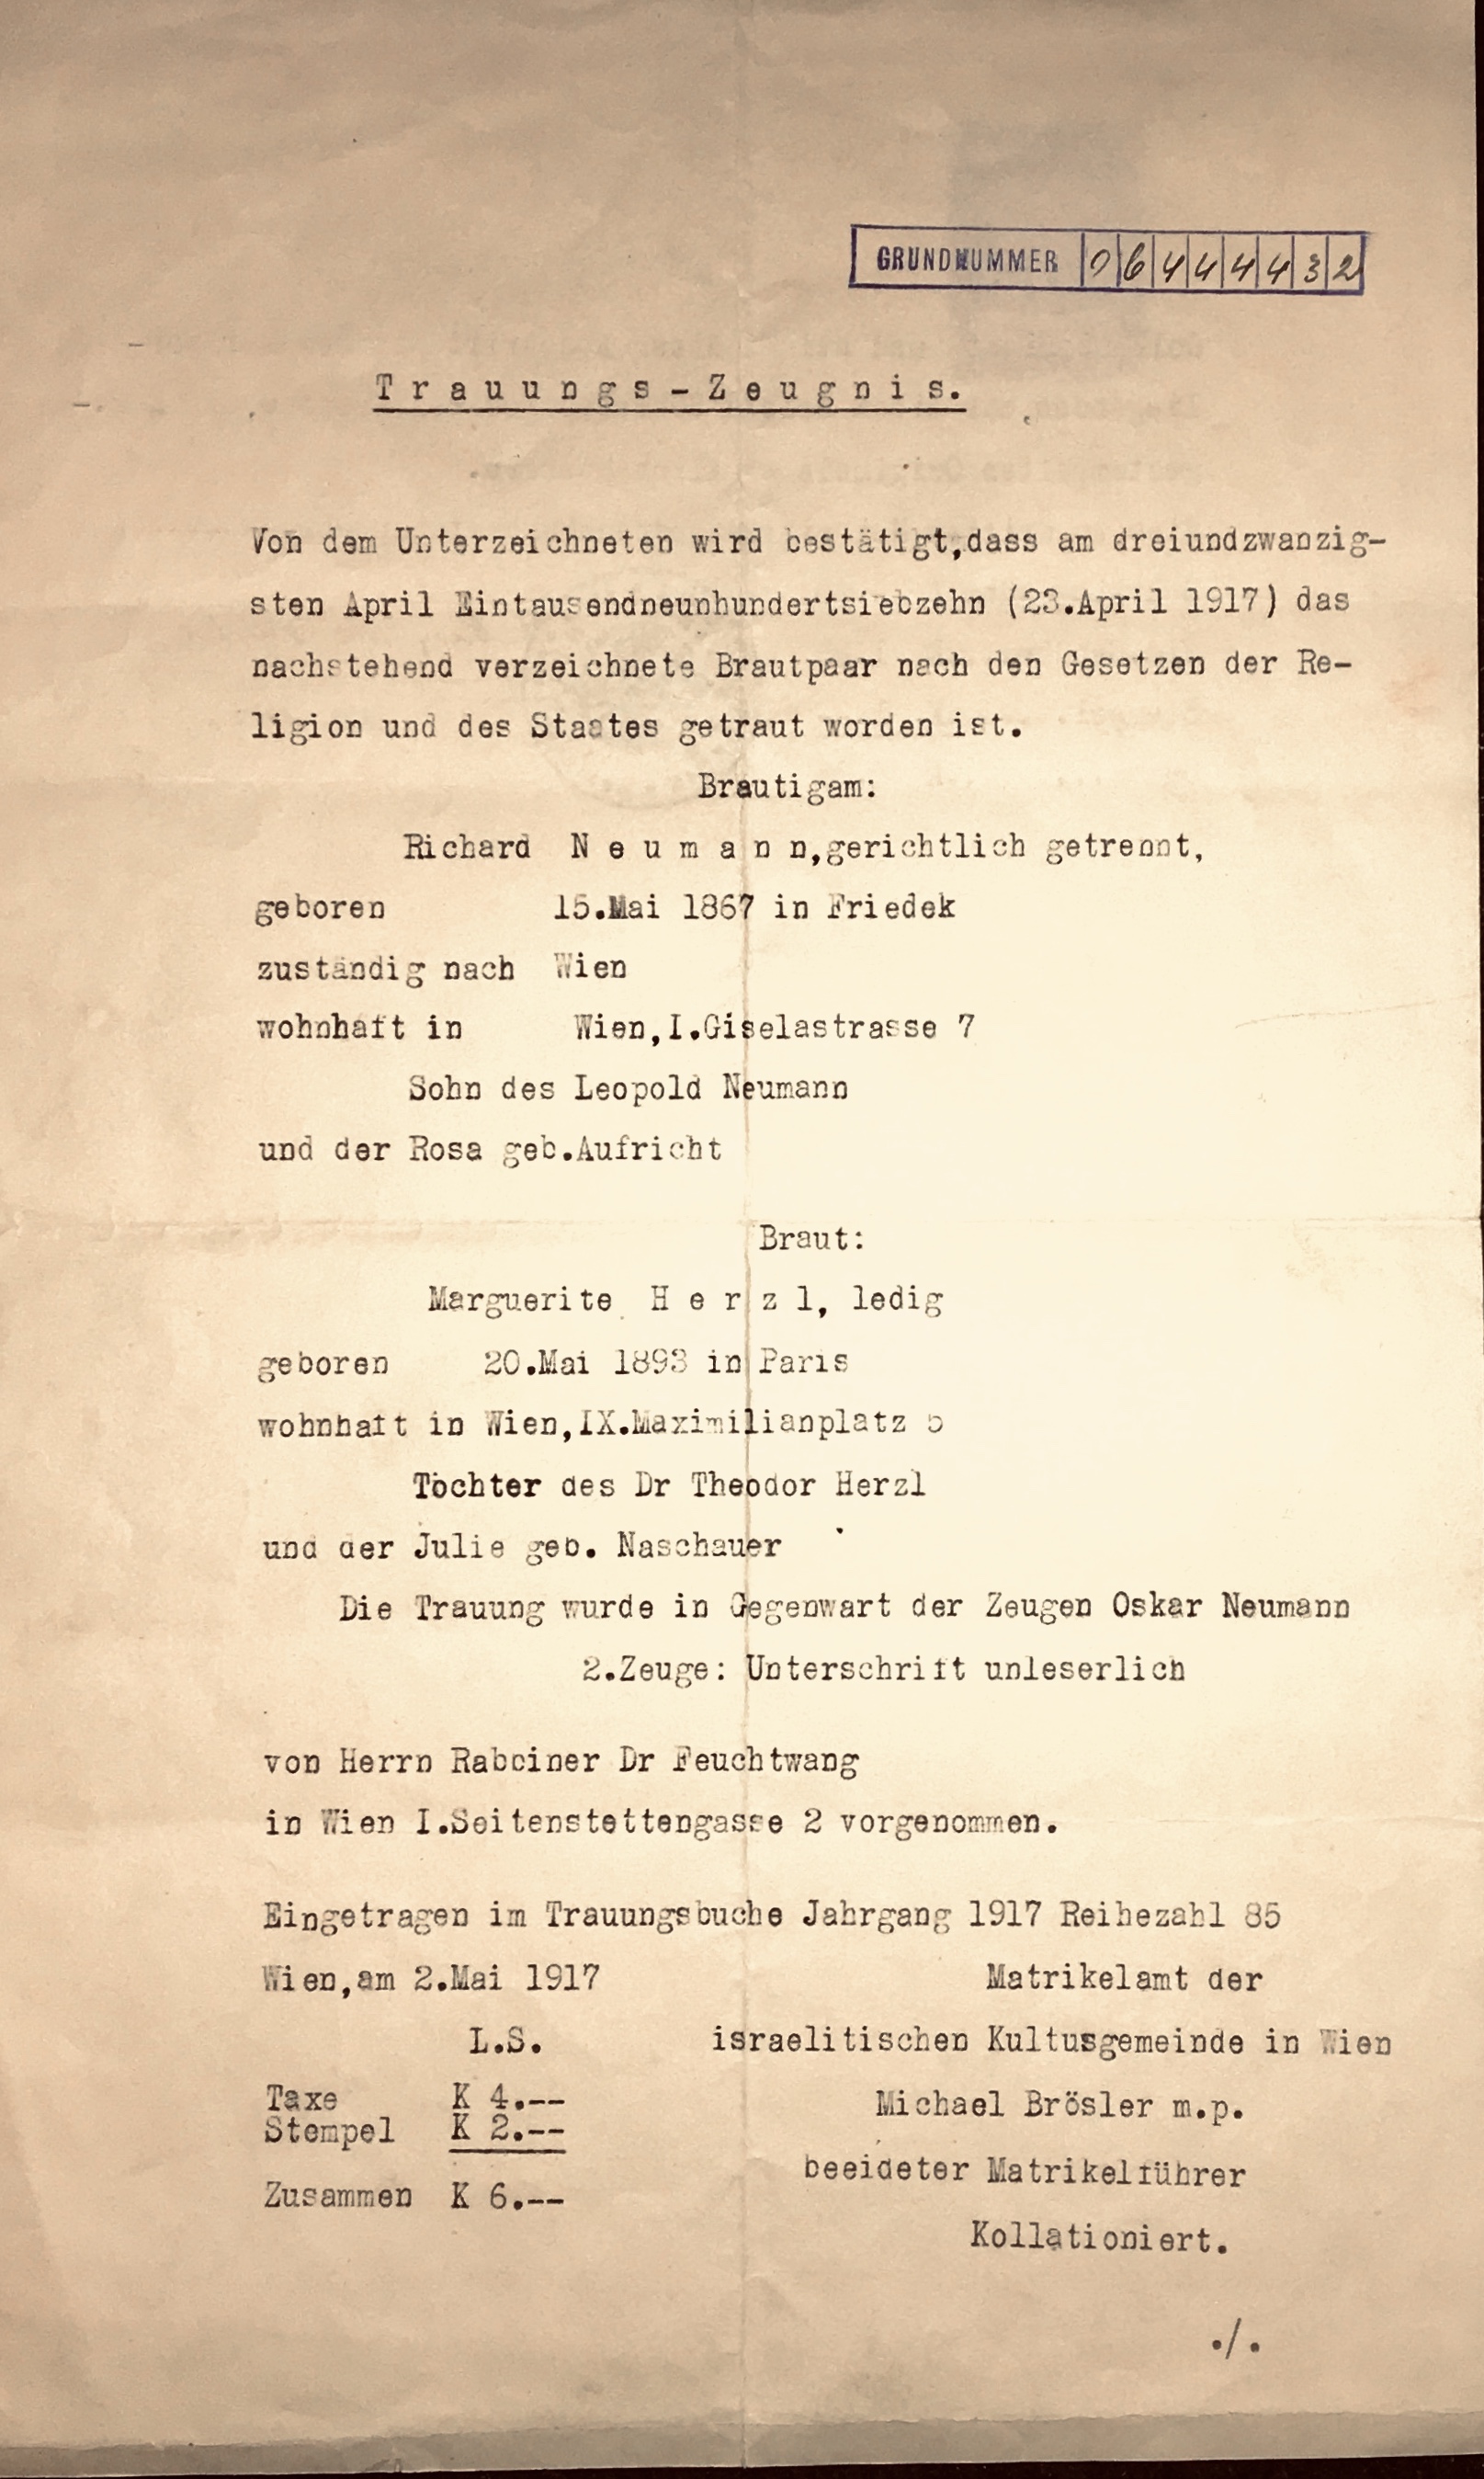 GRUNDNUMMER 06444432
Trauungs-Zeugnis.
Von dem Unterzeichneten wird bestätigt,dass am dreiundzwanzig-
sten April Eintausendneunhundertsiebzehn (23.April 1917) das
nachstehend verzeichnete Brautpaar nach den Gesetzen der Re-
ligion und des Staates getraut worden ist.
Brautigam:
Richard Neumann,gerichtlich getrennt,
geboren 15.Mai 1867 in Friedek
zuständig nach Wien
wohnhaft in Wien,I.Giselastrasse 7
Sohn des Leopold Neumann
und der Rosa geb.Aufricht
Braut:
Marguerite Herzl, ledig
geboren 20.Mai 1893 in Paris
wohnhaft in Wien,IX.Maximilianplatz 5
Tochter des Dr Theodor Herzl
und der Julie geb. Naschauer
Die Trauung wurde in Gegenwart der Zeugen Oskar Neumann
2.Zeuge: Unterschrift unleserlich
von Herrn Rabbiner Dr Feuchtwang
in Wien I.Seitenstettengasse 2 vorgenommen.
Eingetragen im Trauungsbuche Jahrgang 1917 Reihezahl 85
Wien,am 2.Mai 1917 Matrikelamt der
L.S. israelitischen Kultusgemeinde in Wien
Taxe K 4.-- Michael Brösler m.p.
Stempel K 2.--
beeideter Matrikelführer
Zusammen K 6.--
Kollationiert.
./.